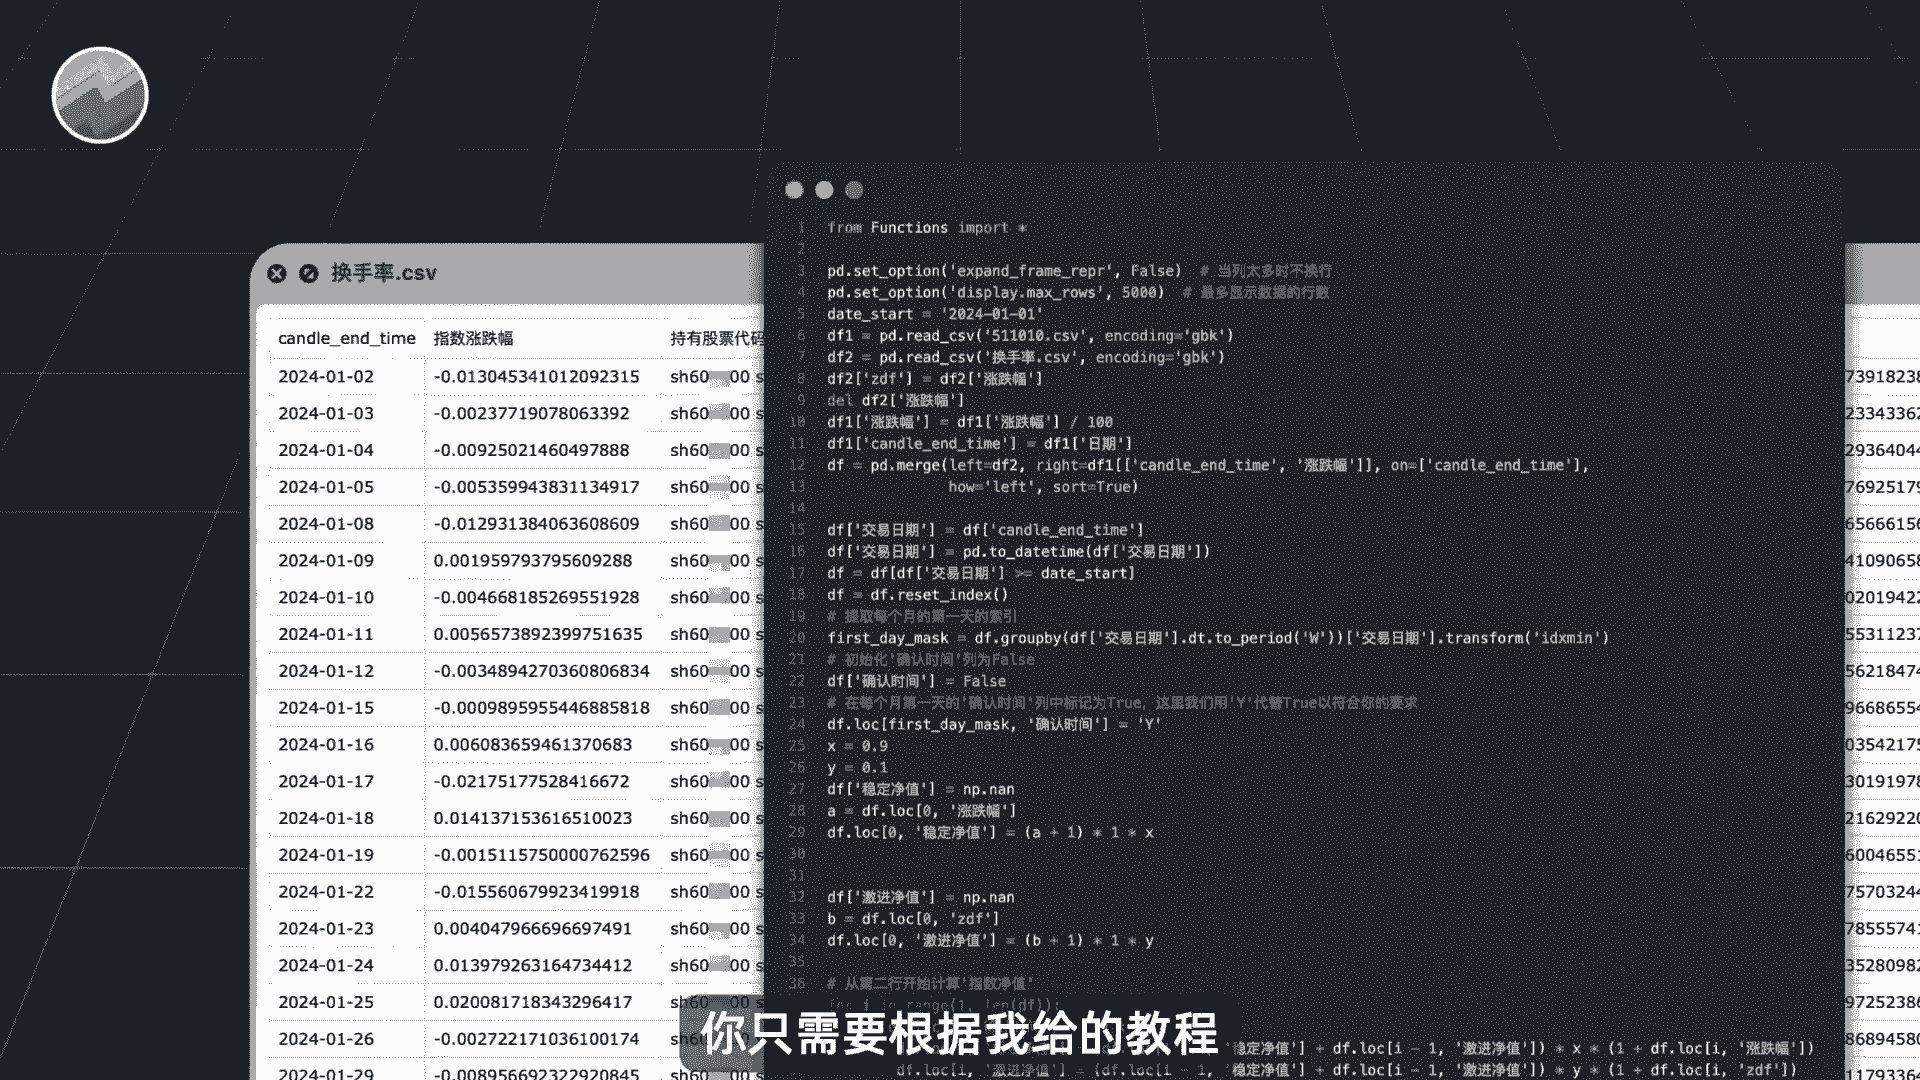 换手率.csv
candle_end_time 指数涨跌幅 持有股票代码
2024-01-02 -0.013045341012092315 sh60 00 s
2024-01-03 -0.00237719078063392 sh60 00 s
2024-01-04 -0.00925021460497888 sh60 00 s
2024-01-05 -0.005359943831134917 sh60 00 s
2024-01-08 -0.012931384063608609 sh60 00 s
2024-01-09 0.001959793795609288 sh60 00 s
2024-01-10 -0.004668185269551928 sh60 00 s
2024-01-11 0.0056573892399751635 sh60 00 s
2024-01-12 -0.0034894270360806834 sh60 00 s
2024-01-15 -0.0009895955446885818 sh60 00 s
2024-01-16 0.006083659461370683 sh60 00 s
2024-01-17 -0.02175177528416672 sh60 00 s
2024-01-18 0.014137153616510023 sh60 00 s
2024-01-19 -0.0015115750000762596 sh60 00 s
2024-01-22 -0.015560679923419918 sh60 00 s
2024-01-23 0.004047966696697491 sh60 00 s
2024-01-24 0.013979263164734412 sh60 00 s
2024-01-25 0.020081718343296417 sh60 00 s
2024-01-26 -0.002722171036100174
2024-01-29 -0.008956692322920845
1 from Functions import *
2
3 pd.set_option('expand_frame_repr', False) # 当列太多时不换行
4 pd.set_option('display.max_rows', 5000) # 最多显示数据的行数
5 date_start = '2024-01-01'
6 df1 = pd.read_csv('511010.csv', encoding='gbk')
7 df2 = pd.read_csv('换手率.csv', encoding='gbk')
8 df2['zdf'] = df2['涨跌幅']
9 del df2['涨跌幅']
10 df1['涨跌幅'] = df1['涨跌幅'] / 100
11 df1['candle_end_time'] = df1['日期']
12 df = pd.merge(left=df2, right=df1[['candle_end_time', '涨跌幅']], on=['candle_end_time'],
13 how='left', sort=True)
14
15 df['交易日期'] = df['candle_end_time']
16 df['交易日期'] = pd.to_datetime(df['交易日期'])
17 df = df[df['交易日期'] >= date_start]
18 df = df.reset_index()
19 # 提取每个月的第一天的索引
20 first_day_mask = df.groupby(df['交易日期'].dt.to_period('W'))['交易日期'].transform('idxmin')
21 # 初始化'确认时间'列为False
22 df['确认时间'] = False
23 # 在每个月第一天的'确认时间'列中标记为True，这里我们用'Y'代替True以符合你的要求
24 df.loc[first_day_mask, '确认时间'] = 'Y'
25 x = 0.9
26 y = 0.1
27 df['稳定净值'] = np.nan
28 a = df.loc[0, '涨跌幅']
29 df.loc[0, '稳定净值'] = (a + 1) * 1 * x
30
31
32 df['激进净值'] = np.nan
33 b = df.loc[0, 'zdf']
34 df.loc[0, '激进净值'] = (b + 1) * 1 * y
35
36 # 从第二行开始计算'指数净值'
for i in range(1, len(df)):
稳定净值'] + df.loc[i - 1, '激进净值']) * x * (1 + df.loc[i, '涨跌幅'])
df.loc[i, '激进净值'] = (df.loc[i - 1, '稳定净值'] + df.loc[i - 1, '激进净值']) * y * (1 + df.loc[i, 'zdf'])
73918238
23343362
29364044
76925179
65666156
41090658
02019422
55311237
56218474
96686554
03542175
30191978
21629220
60046551
75703244
78555741
35280982
97252386
86894580
11793364
你只需要根据我给的教程